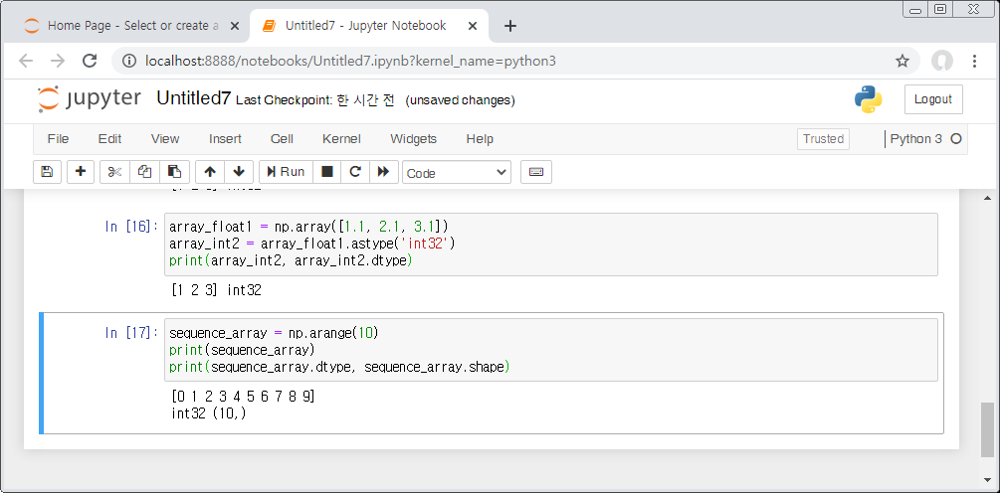 Home Page - Select or create a
Untitled7 - Jupyter Notebook
localhost:8888/notebooks/Untitled7.ipynb?kernel_name=python3
jupyter Untitled7 Last Checkpoint: 한 시간 전 (unsaved changes)
Logout
File Edit View Insert Cell Kernel Widgets Help Trusted Python 3
Run Code
In [16]:
array_float1 = np.array([1.1, 2.1, 3.1])
array_int2 = array_float1.astype('int32')
print(array_int2, array_int2.dtype)
[1 2 3] int32
In [17]:
sequence_array = np.arange(10)
print(sequence_array)
print(sequence_array.dtype, sequence_array.shape)
[0 1 2 3 4 5 6 7 8 9]
int32 (10,)